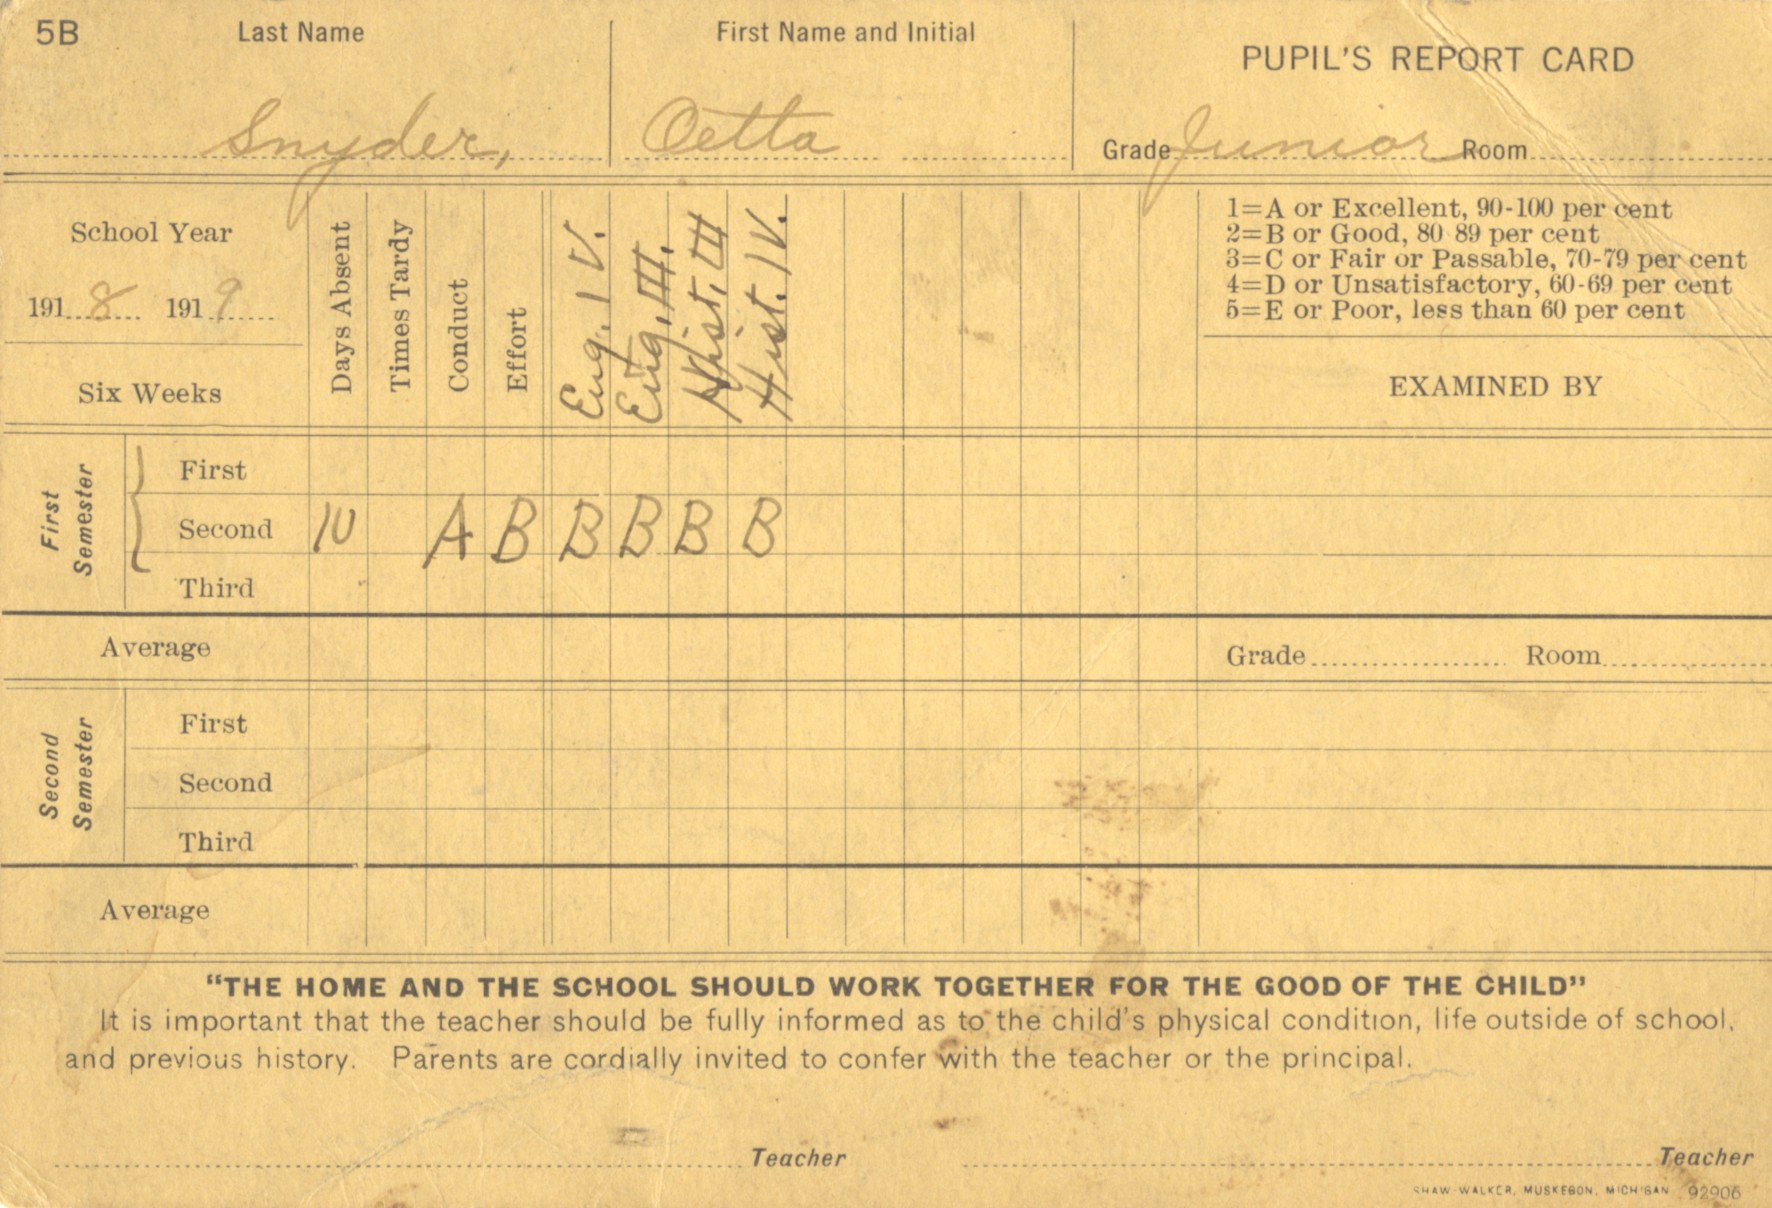 5B Last Name First Name and Initial PUPIL'S REPORT CARD
Snyder, Oetta Grade Junior Room
School Year
1918 1919
Six Weeks
Days Absent
Times Tardy
Conduct
Effort
Eng. IV.
Eng. III.
Hist. III
Hist. IV.
1=A or Excellent, 90-100 per cent
2=B or Good, 80 89 per cent
3=C or Fair or Passable, 70-79 per cent
4=D or Unsatisfactory, 60-69 per cent
5=E or Poor, less than 60 per cent
EXAMINED BY
First Semester
First
Second 10 A B B B B B
Third
Average Grade Room
Second Semester
First
Second
Third
Average
"THE HOME AND THE SCHOOL SHOULD WORK TOGETHER FOR THE GOOD OF THE CHILD"
It is important that the teacher should be fully informed as to the child's physical condition, life outside of school,
and previous history. Parents are cordially invited to confer with the teacher or the principal.
Teacher Teacher
SHAW-WALKER, MUSKEGON, MICHIGAN 92906